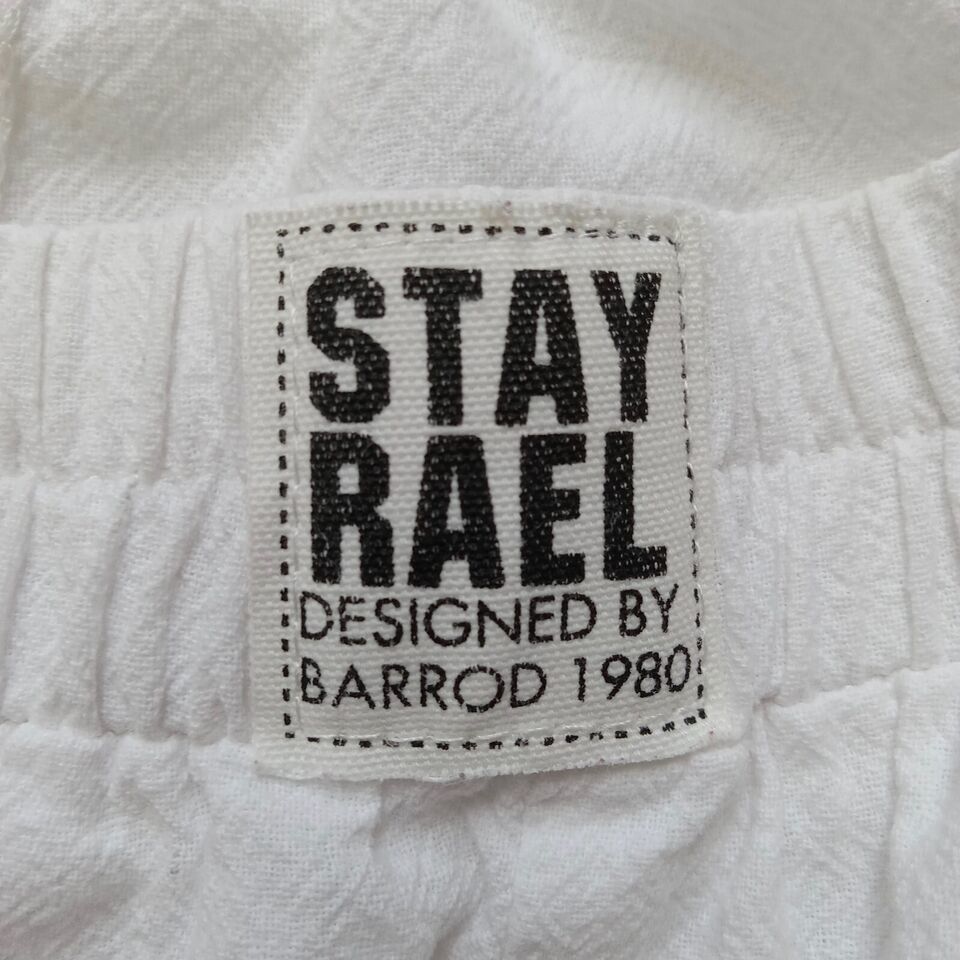 STAY
RAEL
DESIGNED BY
BARROD 1980